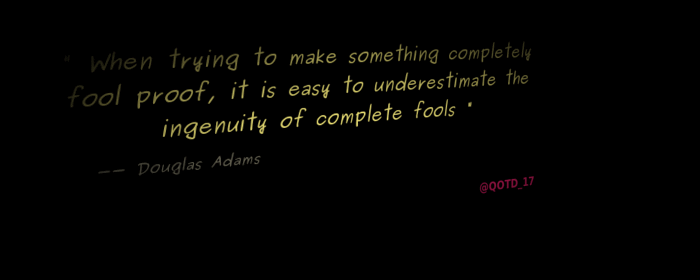 " When trying to make something completely
fool proof, it is easy to underestimate the
ingenuity of complete fools "
-- Douglas Adams
@QOTD_17